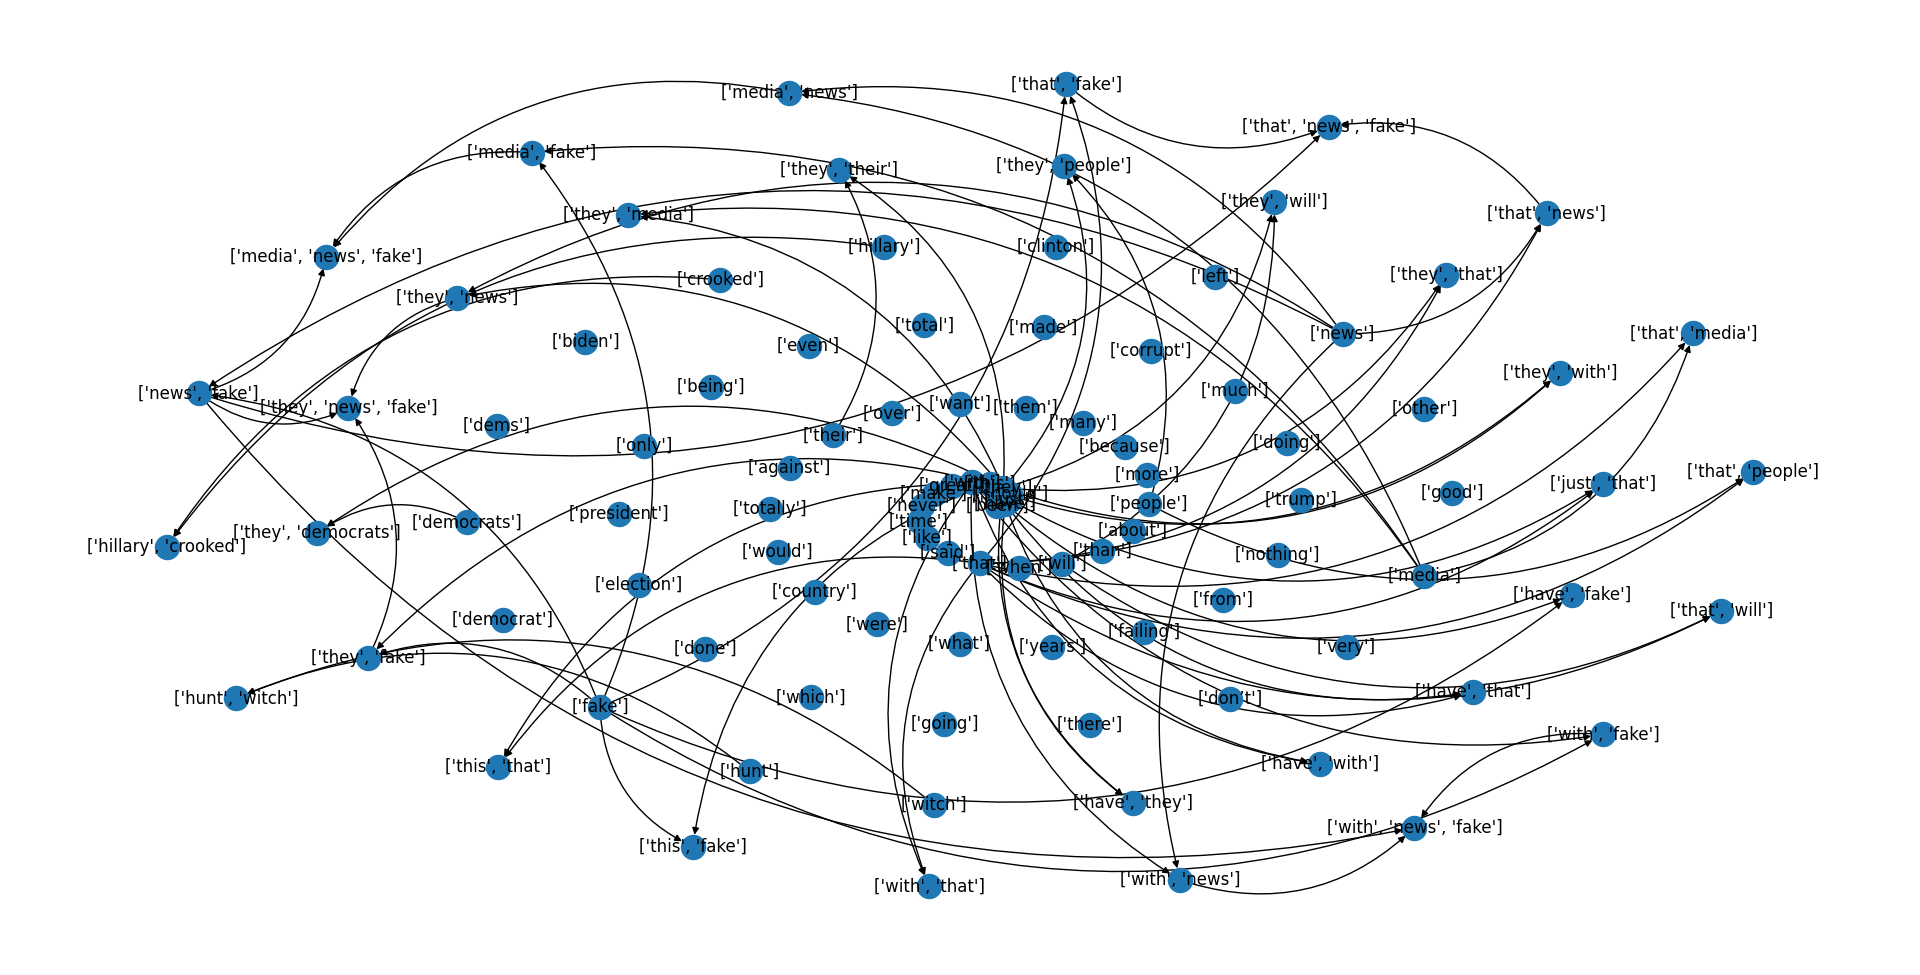 ['that', 'fake']
['media', 'news']
['that', 'news', 'fake']
['media', 'fake']
['they', 'people']
['they', 'their']
['they', 'will']
['they', 'media']
['that', 'news']
['hillary']
['clinton']
['media', 'news', 'fake']
['left']
['they', 'that']
['crooked']
['they', 'news']
['total']
['made']
['news']
['that', 'media']
['biden']
['even']
['corrupt']
['they', 'with']
['being']
['much']
['news', 'fake']
['they', 'news', 'fake']
['over']
['want']
['them']
['other']
['dems']
['many']
['only']
['their']
['because']
['doing']
['against']
['more']
['that', 'people']
['just', 'that']
['good']
['president']
['totally']
['people']
['trump']
['never']
['democrats']
['time']
['they', 'democrats']
['about']
['like']
['hillary', 'crooked']
['would']
['said']
['than']
['nothing']
['that']
['when']
['will']
['media']
['election']
['country']
['from']
['have', 'fake']
['that', 'will']
['democrat']
['were']
['failing']
['they', 'fake']
['done']
['what']
['years']
['very']
['hunt', 'witch']
['which']
['don't']
['have', 'that']
['fake']
['going']
['there']
['with', 'fake']
['this', 'that']
['hunt']
['have', 'with']
['witch']
['have', 'they']
['with', 'news', 'fake']
['this', 'fake']
['with', 'that']
['with', 'news']